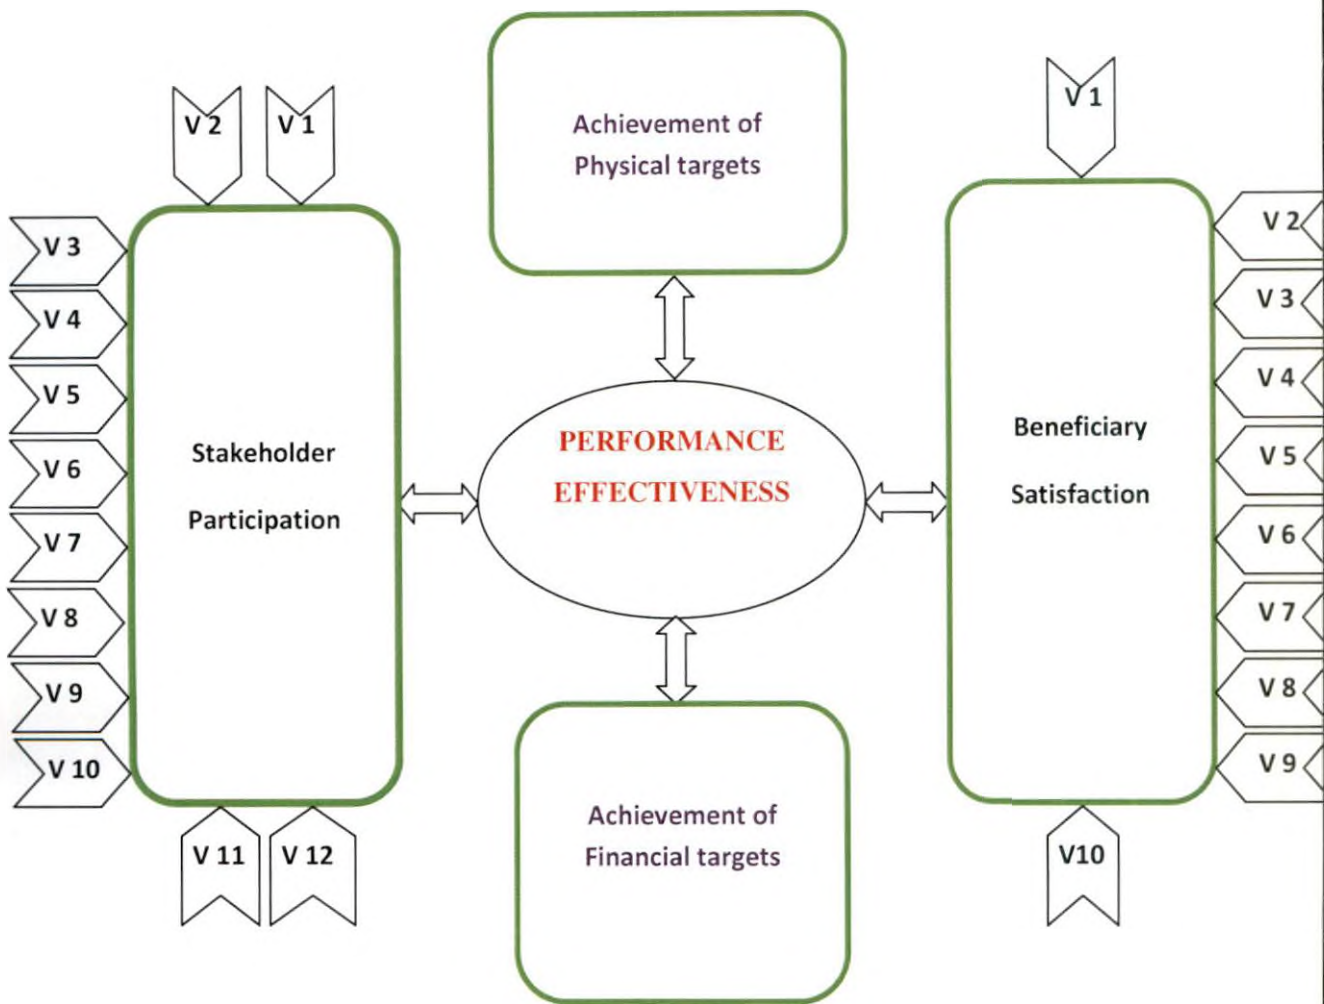 V 2
V 1
Achievement of
Physical targets
V 1
V 3
V 4
V 5
V 6
V 7
V 8
V 9
V 10
Stakeholder
Participation
PERFORMANCE
EFFECTIVENESS
Beneficiary
Satisfaction
V 2
V 3
V 4
V 5
V 6
V 7
V 8
V 9
V 11
V 12
Achievement of
Financial targets
V10